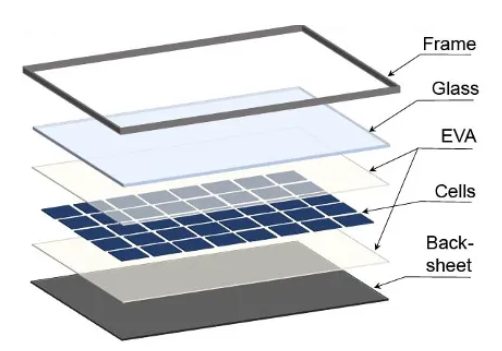 Frame
Glass
EVA
Cells
Back-
sheet